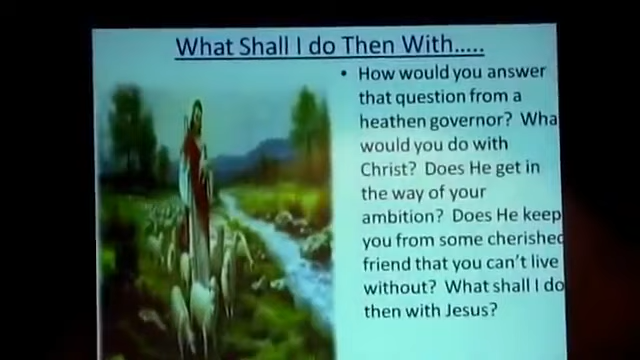 What Shall I do Then With.....
• How would you answer
that question from a
heathen governor? Wha
would you do with
Christ? Does He get in
the way of your
ambition? Does He keep
you from some cherished
friend that you can't live
without? What shall I do
then with Jesus?